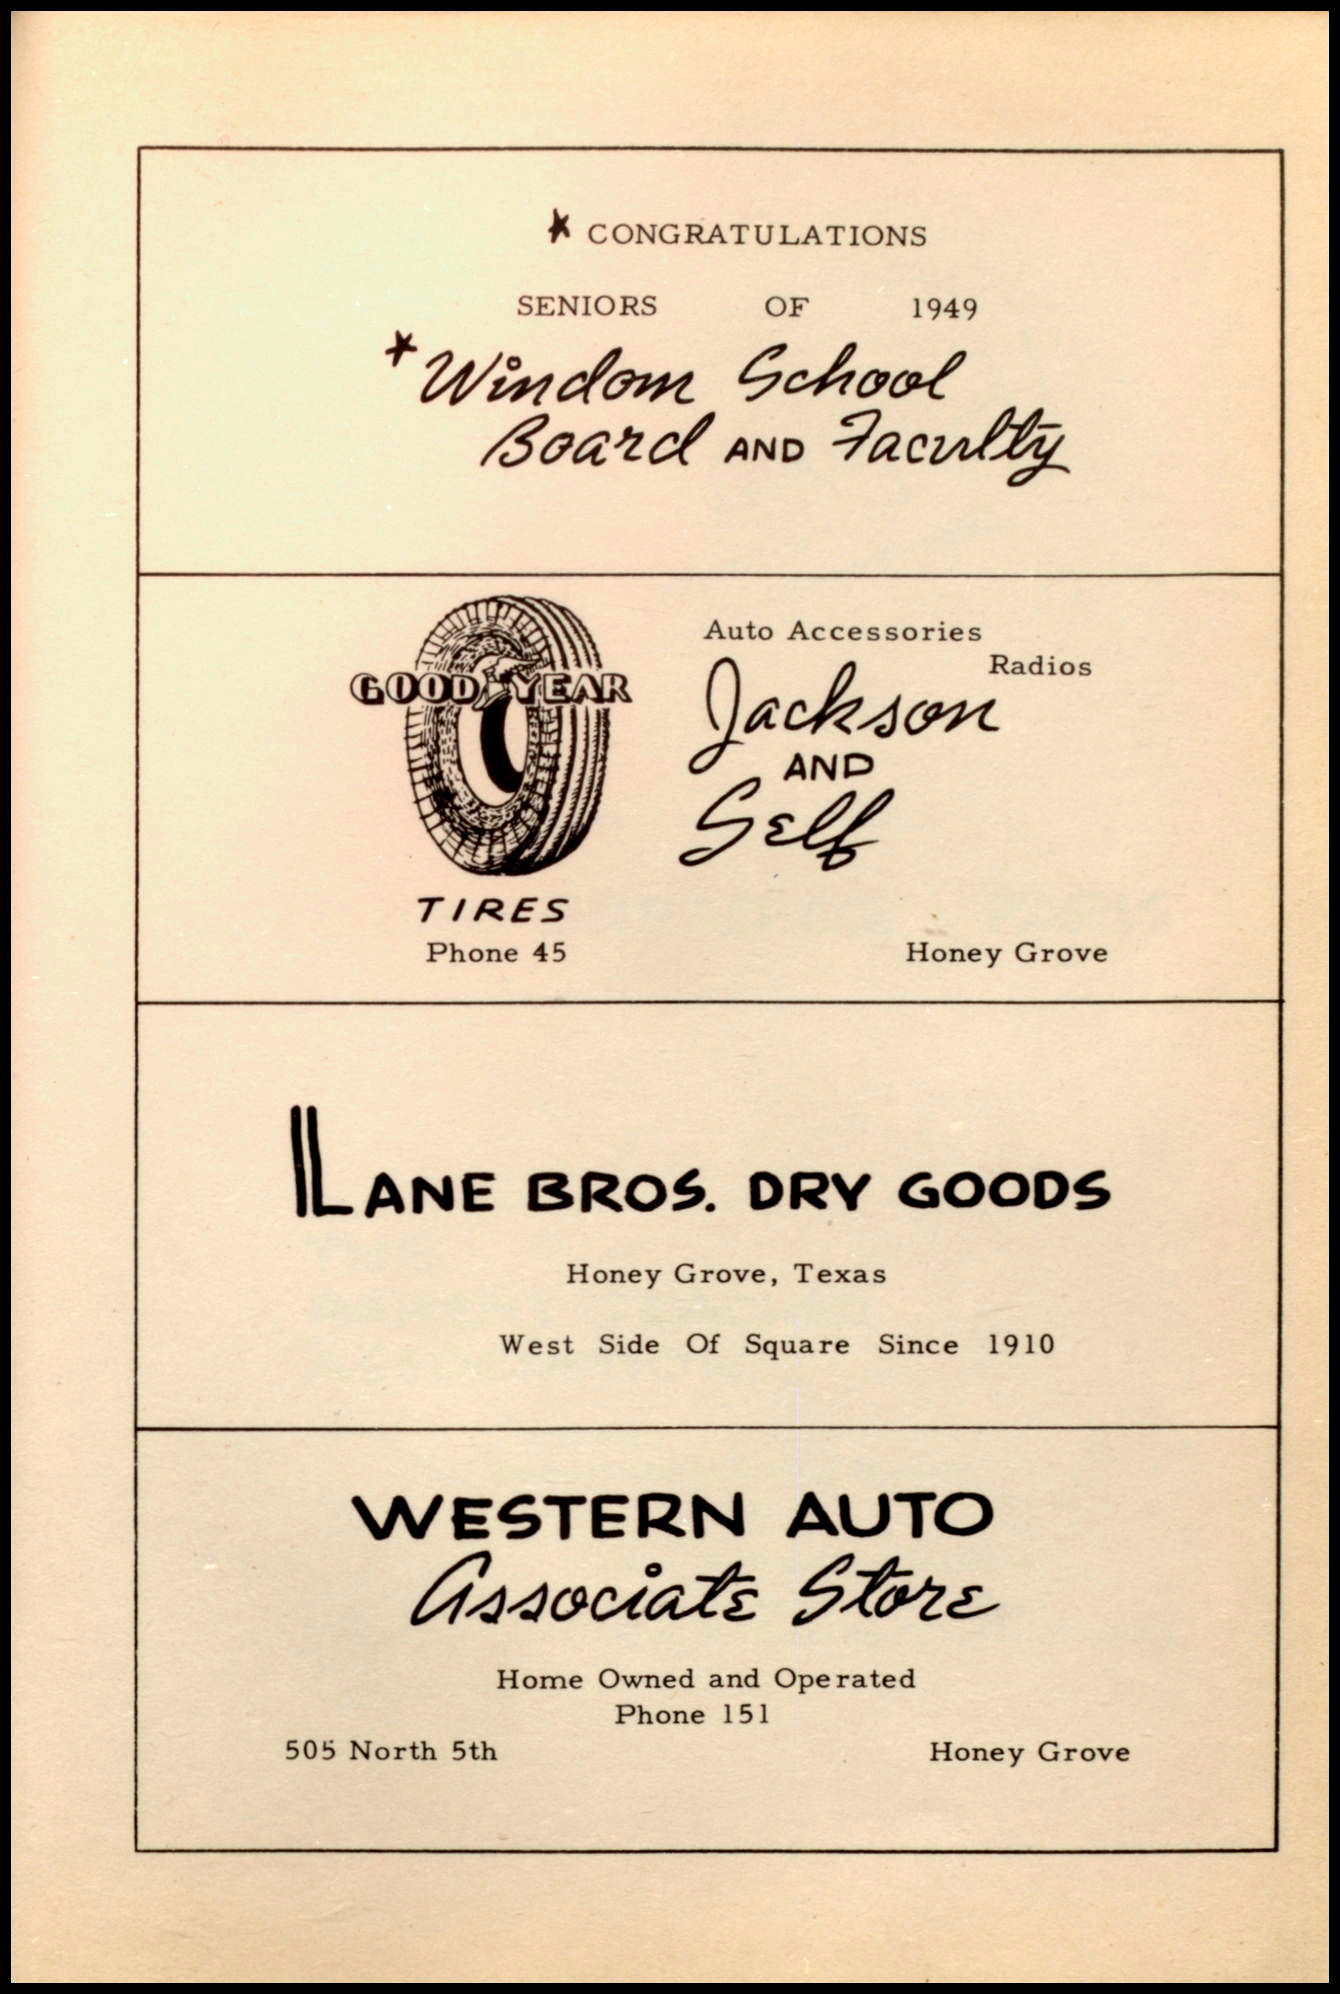 CONGRATULATIONS
SENIORS OF 1949
Windom School
Board AND Faculty
GOOD YEAR
TIRES
Phone 45
Auto Accessories
Radios
Jackson
AND
Self
Honey Grove
LANE BROS. DRY GOODS
Honey Grove, Texas
West Side Of Square Since 1910
WESTERN AUTO
Associate Store
Home Owned and Operated
Phone 151
505 North 5th Honey Grove